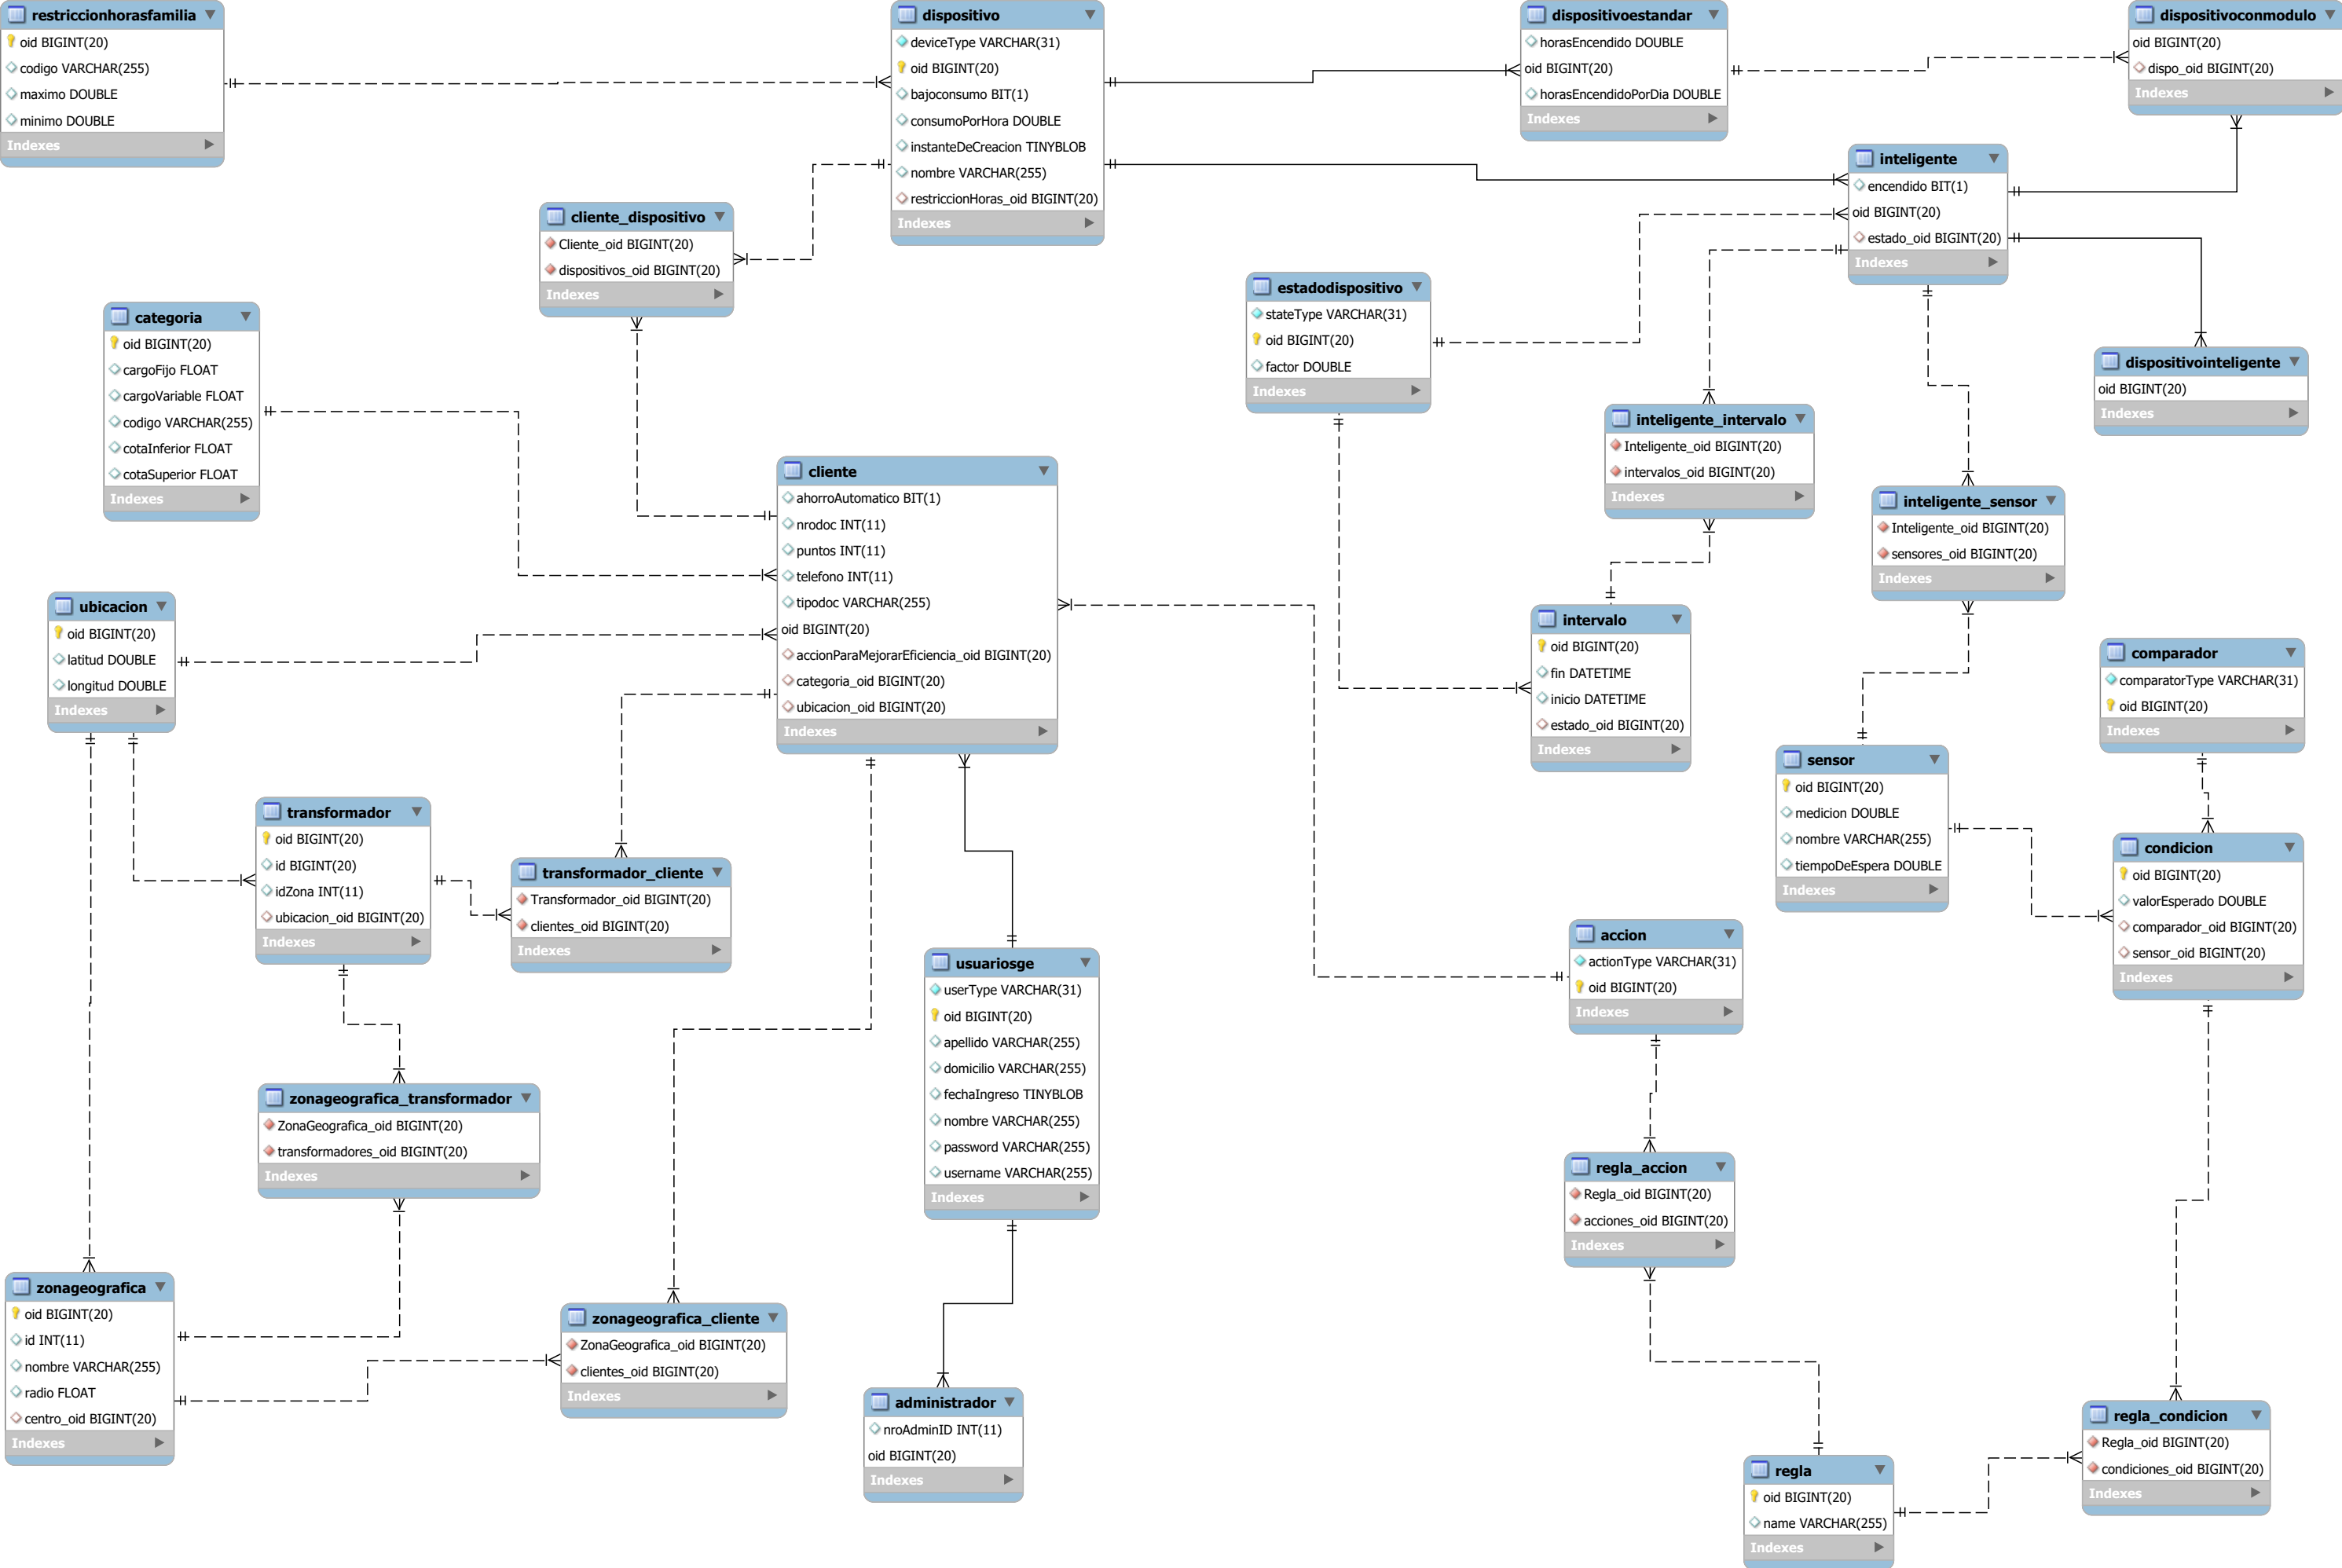 restriccionhorasfamilia
oid BIGINT(20)
codigo VARCHAR(255)
maximo DOUBLE
minimo DOUBLE
Indexes
dispositivo
deviceType VARCHAR(31)
oid BIGINT(20)
bajoconsumo BIT(1)
consumoPorHora DOUBLE
instanteDeCreacion TINYBLOB
nombre VARCHAR(255)
restriccionHoras_oid BIGINT(20)
Indexes
dispositivoestandar
horasEncendido DOUBLE
oid BIGINT(20)
horasEncendidoPorDia DOUBLE
Indexes
dispositivoconmodulo
oid BIGINT(20)
dispo_oid BIGINT(20)
Indexes
inteligente
encendido BIT(1)
oid BIGINT(20)
estado_oid BIGINT(20)
Indexes
cliente_dispositivo
Cliente_oid BIGINT(20)
dispositivos_oid BIGINT(20)
Indexes
estadodispositivo
stateType VARCHAR(31)
oid BIGINT(20)
factor DOUBLE
Indexes
categoria
oid BIGINT(20)
cargoFijo FLOAT
cargoVariable FLOAT
codigo VARCHAR(255)
cotaInferior FLOAT
cotaSuperior FLOAT
Indexes
dispositivointeligente
oid BIGINT(20)
Indexes
inteligente_intervalo
Inteligente_oid BIGINT(20)
intervalos_oid BIGINT(20)
Indexes
cliente
ahorroAutomatico BIT(1)
nrodoc INT(11)
puntos INT(11)
telefono INT(11)
tipodoc VARCHAR(255)
oid BIGINT(20)
accionParaMejorarEficiencia_oid BIGINT(20)
categoria_oid BIGINT(20)
ubicacion_oid BIGINT(20)
Indexes
inteligente_sensor
Inteligente_oid BIGINT(20)
sensores_oid BIGINT(20)
Indexes
ubicacion
oid BIGINT(20)
latitud DOUBLE
longitud DOUBLE
Indexes
intervalo
oid BIGINT(20)
fin DATETIME
inicio DATETIME
estado_oid BIGINT(20)
Indexes
comparador
comparatorType VARCHAR(31)
oid BIGINT(20)
Indexes
sensor
oid BIGINT(20)
medicion DOUBLE
nombre VARCHAR(255)
tiempoDeEspera DOUBLE
Indexes
transformador
oid BIGINT(20)
id BIGINT(20)
idZona INT(11)
ubicacion_oid BIGINT(20)
Indexes
condicion
oid BIGINT(20)
valorEsperado DOUBLE
comparador_oid BIGINT(20)
sensor_oid BIGINT(20)
Indexes
transformador_cliente
Transformador_oid BIGINT(20)
clientes_oid BIGINT(20)
Indexes
accion
actionType VARCHAR(31)
oid BIGINT(20)
Indexes
usuariosge
userType VARCHAR(31)
oid BIGINT(20)
apellido VARCHAR(255)
domicilio VARCHAR(255)
fechaIngreso TINYBLOB
nombre VARCHAR(255)
password VARCHAR(255)
username VARCHAR(255)
Indexes
zonageografica_transformador
ZonaGeografica_oid BIGINT(20)
transformadores_oid BIGINT(20)
Indexes
regla_accion
Regla_oid BIGINT(20)
acciones_oid BIGINT(20)
Indexes
zonageografica
oid BIGINT(20)
id INT(11)
nombre VARCHAR(255)
radio FLOAT
centro_oid BIGINT(20)
Indexes
zonageografica_cliente
ZonaGeografica_oid BIGINT(20)
clientes_oid BIGINT(20)
Indexes
administrador
nroAdminID INT(11)
oid BIGINT(20)
Indexes
regla_condicion
Regla_oid BIGINT(20)
condiciones_oid BIGINT(20)
Indexes
regla
oid BIGINT(20)
name VARCHAR(255)
Indexes